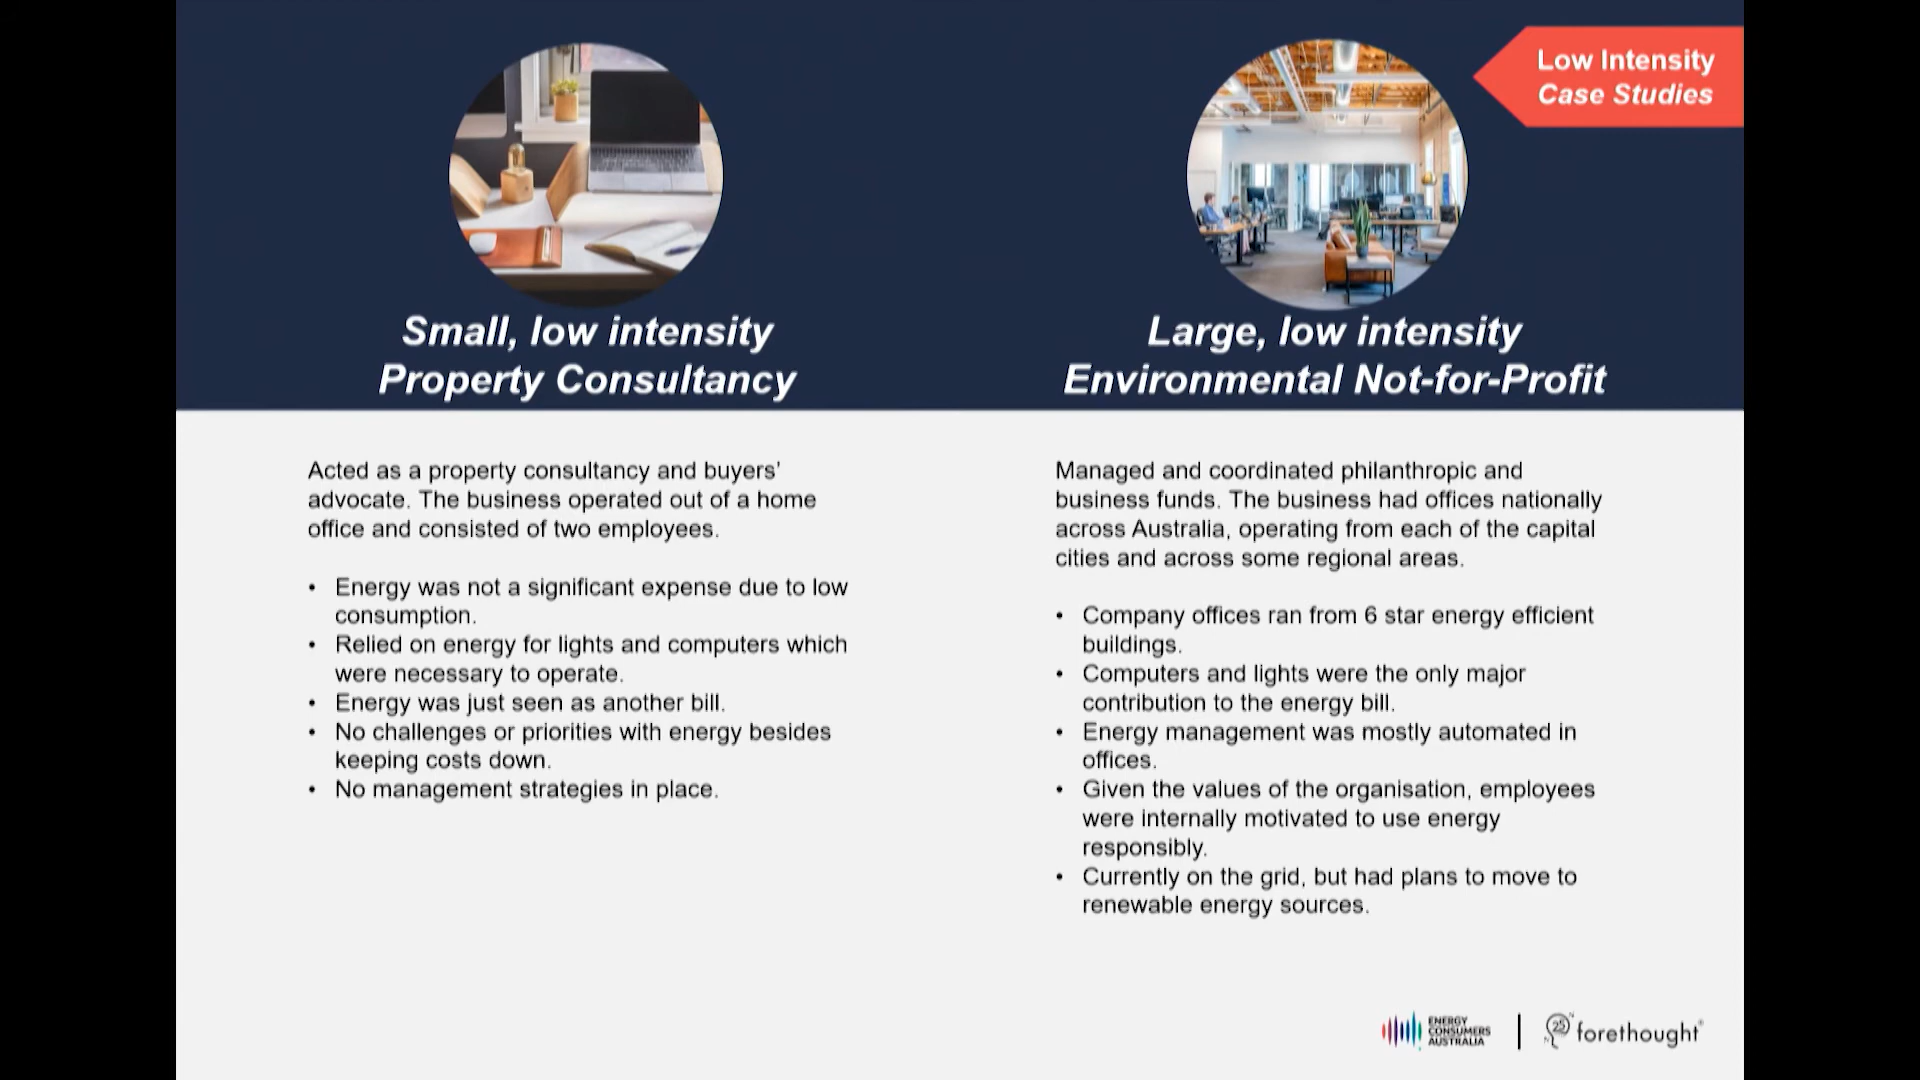 Low Intensity
Case Studies
Small, low intensity
Property Consultancy
Acted as a property consultancy and buyers'
advocate. The business operated out of a home
office and consisted of two employees.
• Energy was not a significant expense due to low
consumption.
• Relied on energy for lights and computers which
were necessary to operate.
• Energy was just seen as another bill.
• No challenges or priorities with energy besides
keeping costs down.
• No management strategies in place.
Large, low intensity
Environmental Not-for-Profit
Managed and coordinated philanthropic and
business funds. The business had offices nationally
across Australia, operating from each of the capital
cities and across some regional areas.
• Company offices ran from 6 star energy efficient
buildings.
• Computers and lights were the only major
contribution to the energy bill.
• Energy management was mostly automated in
offices.
• Given the values of the organisation, employees
were internally motivated to use energy
responsibly.
• Currently on the grid, but had plans to move to
renewable energy sources.
ENERGY
CONSUMERS
AUSTRALIA
25
forethought